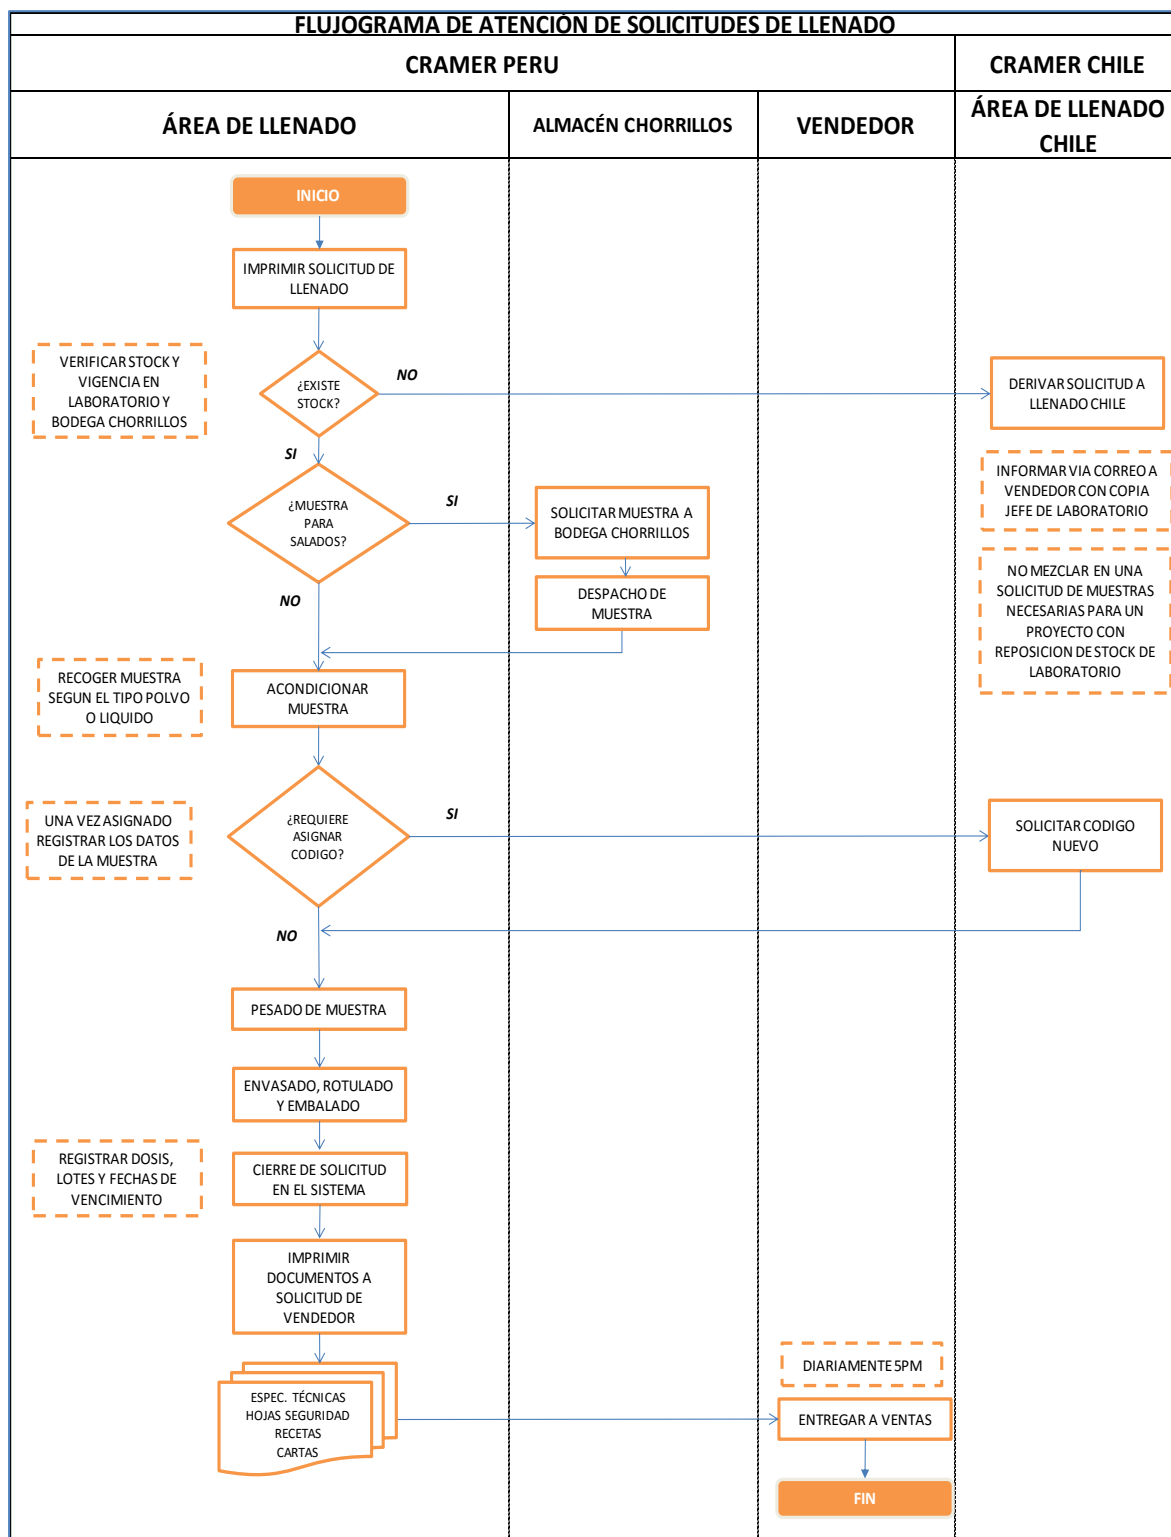 FLUJOGRAMA DE ATENCIÓN DE SOLICITUDES DE LLENADO
CRAMER PERU
CRAMER CHILE
ÁREA DE LLENADO
ALMACÉN CHORRILLOS
VENDEDOR
ÁREA DE LLENADO
CHILE
INICIO
IMPRIMIR SOLICITUD DE
LLENADO
VERIFICAR STOCK Y
VIGENCIA EN
LABORATORIO Y
BODEGA CHORRILLOS
¿EXISTE
STOCK?
NO
DERIVAR SOLICITUD A
LLENADO CHILE
SI
INFORMAR VIA CORREO A
VENDEDOR CON COPIA
JEFE DE LABORATORIO
¿MUESTRA
PARA
SALADOS?
SI
SOLICITAR MUESTRA A
BODEGA CHORRILLOS
NO
DESPACHO DE
MUESTRA
NO MEZCLAR EN UNA
SOLICITUD DE MUESTRAS
NECESARIAS PARA UN
PROYECTO CON
REPOSICION DE STOCK DE
LABORATORIO
RECOGER MUESTRA
SEGUN EL TIPO POLVO
O LIQUIDO
ACONDICIONAR
MUESTRA
UNA VEZ ASIGNADO
REGISTRAR LOS DATOS
DE LA MUESTRA
¿REQUIERE
ASIGNAR
CODIGO?
SI
SOLICITAR CODIGO
NUEVO
NO
PESADO DE MUESTRA
ENVASADO, ROTULADO
Y EMBALADO
REGISTRAR DOSIS,
LOTES Y FECHAS DE
VENCIMIENTO
CIERRE DE SOLICITUD
EN EL SISTEMA
IMPRIMIR
DOCUMENTOS A
SOLICITUD DE
VENDEDOR
DIARIAMENTE 5PM
ESPEC. TÉCNICAS
HOJAS SEGURIDAD
RECETAS
CARTAS
ENTREGAR A VENTAS
FIN